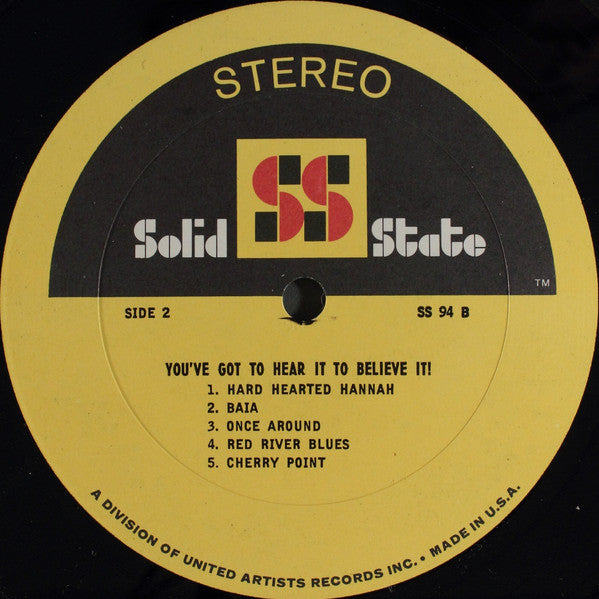 STEREO
SS
Solid State
TM
SIDE 2
SS 94 B
YOU'VE GOT TO HEAR IT TO BELIEVE IT!
1. HARD HEARTED HANNAH
2. BAIA
3. ONCE AROUND
4. RED RIVER BLUES
5. CHERRY POINT
A DIVISION OF UNITED ARTISTS RECORDS INC. • MADE IN U.S.A.